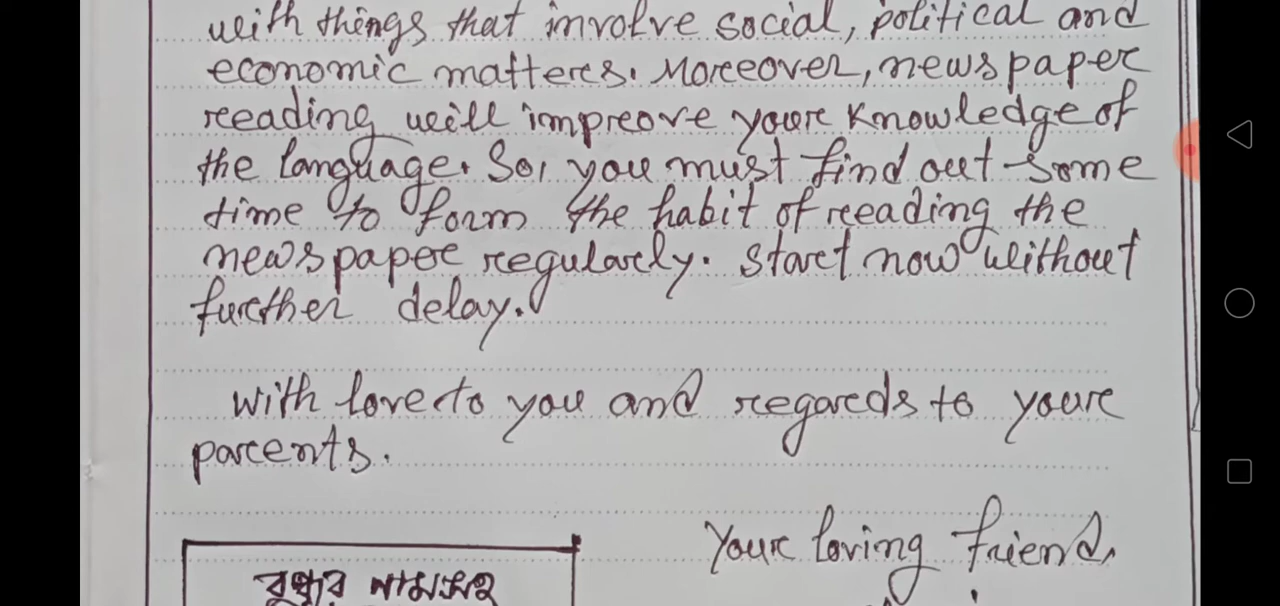 with things that involve social, political and
economic matters. Moreover, newspaper
reading will improve your knowledge of
the language. So, you must find out some
time to form the habit of reading the
newspaper regularly. Start now without
further delay.
With love to you and regards to your
parents.
Your loving friend,
বন্ধুর নামসহ